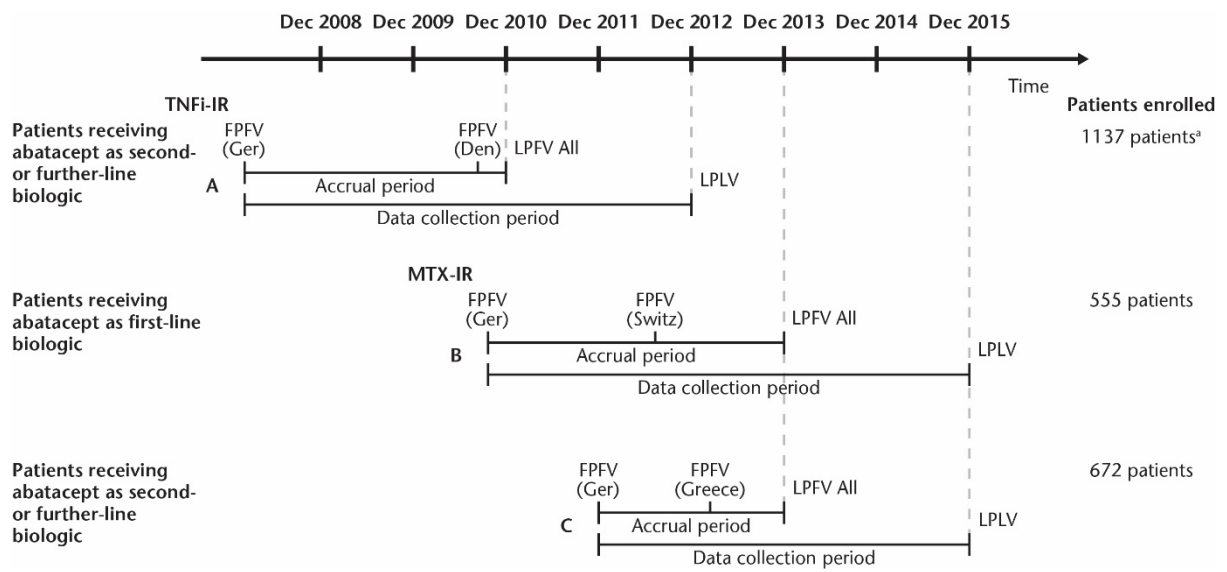 Dec 2008 Dec 2009 Dec 2010 Dec 2011 Dec 2012 Dec 2013 Dec 2014 Dec 2015
Time
TNFi-IR
Patients enrolled
Patients receiving
abatacept as second-
or further-line
biologic
A
FPFV
(Ger)
FPFV
(Den)
LPFV All
Accrual period
LPLV
Data collection period
1137 patientsᵃ
MTX-IR
Patients receiving
abatacept as first-line
biologic
B
FPFV
(Ger)
FPFV
(Switz)
LPFV All
Accrual period
LPLV
Data collection period
555 patients
Patients receiving
abatacept as second-
or further-line
biologic
C
FPFV
(Ger)
FPFV
(Greece)
LPFV All
Accrual period
LPLV
Data collection period
672 patients